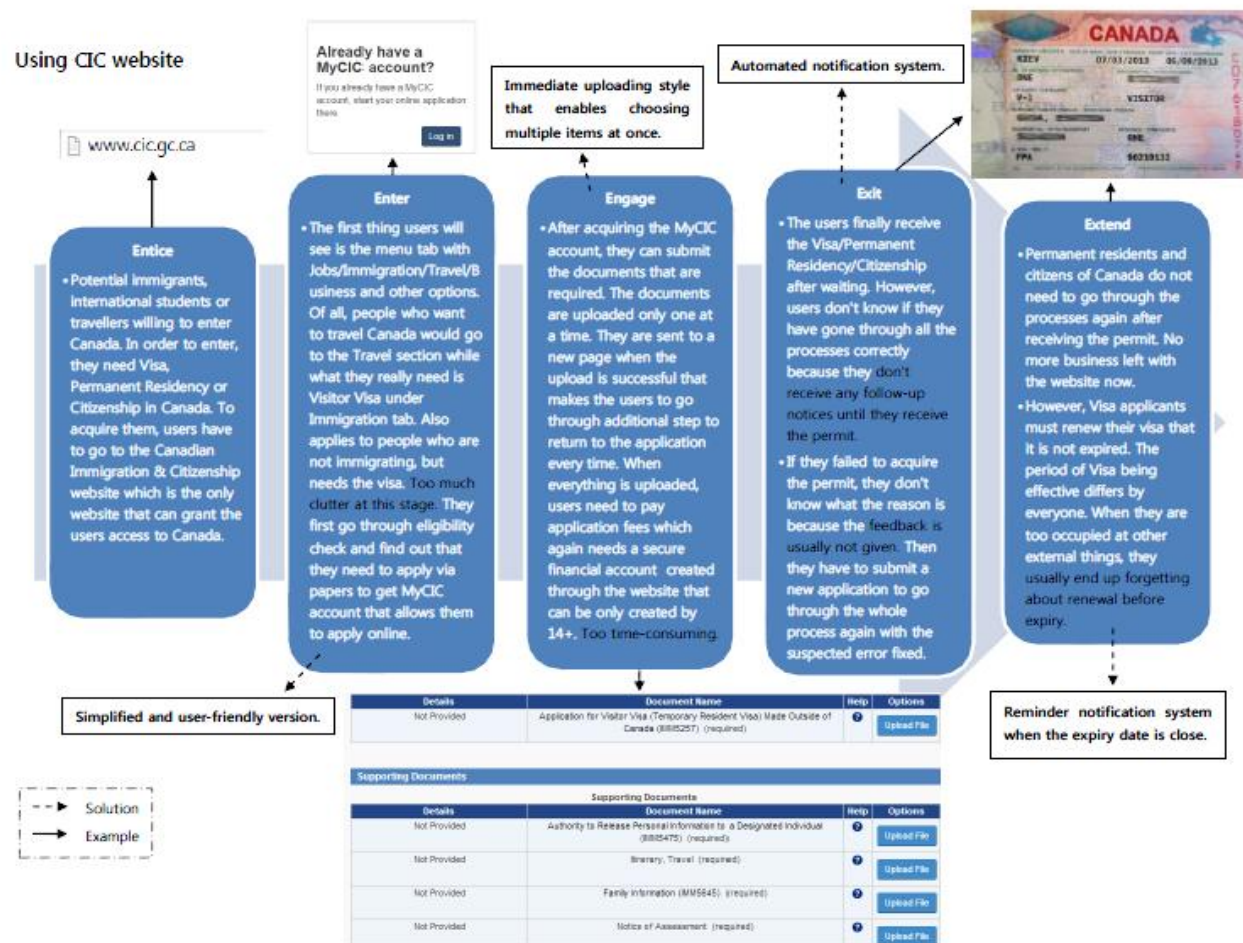 Using CIC website
www.cic.gc.ca
Already have a
MyCIC account?
If you already have a MyCIC
account, start your online application
there.
Log in
Immediate uploading style
that enables choosing
multiple items at once.
Automated notification system.
CANADA
KIEV 07/03/2013 06/08/2013
ONE
V-1 VISITOR
ONE
PPA
Entice
•Potential immigrants,
international students or
travellers willing to enter
Canada. In order to enter,
they need Visa,
Permanent Residency or
Citizenship in Canada. To
acquire them, users have
to go to the Canadian
Immigration & Citizenship
website which is the only
website that can grant the
users access to Canada.
Enter
•The first thing users will
see is the menu tab with
Jobs/Immigration/Travel/B
usiness and other options.
Of all, people who want
to travel Canada would go
to the Travel section while
what they really need is
Visitor Visa under
Immigration tab. Also
applies to people who are
not immigrating, but
needs the visa. Too much
clutter at this stage. They
first go through eligibility
check and find out that
they need to apply via
papers to get MyCIC
account that allows them
to apply online.
Engage
•After acquiring the MyCIC
account, they can submit
the documents that are
required. The documents
are uploaded only one at
a time. They are sent to a
new page when the
upload is successful that
makes the users to go
through additional step to
return to the application
every time. When
everything is uploaded,
users need to pay
application fees which
again needs a secure
financial account created
through the website that
can be only created by
14+. Too time-consuming.
Exit
•The users finally receive
the Visa/Permanent
Residency/Citizenship
after waiting. However,
users don't know if they
have gone through all the
processes correctly
because they don't
receive any follow-up
notices until they receive
the permit.
•If they failed to acquire
the permit, they don't
know what the reason is
because the feedback is
usually not given. Then
they have to submit a
new application to go
through the whole
process again with the
suspected error fixed.
Extend
•Permanent residents and
citizens of Canada do not
need to go through the
processes again after
receiving the permit. No
more business left with
the website now.
•However, Visa applicants
must renew their visa that
it is not expired. The
period of Visa being
effective differs by
everyone. When they are
too occupied at other
external things, they
usually end up forgetting
about renewal before
expiry.
Simplified and user-friendly version.
Reminder notification system
when the expiry date is close.
Solution
Example
Details Document Name Help Options
Not Provided Application for Visitor Visa (Temporary Resident Visa) Made Outside of
Canada (IMM5257) (required) Upload File
Supporting Documents
Supporting Documents
Details Document Name Help Options
Not Provided Authority to Release Personal Information to a Designated Individual
(IMM5475) (required) Upload File
Not Provided Itinerary, Travel (required) Upload File
Not Provided Family Information (IMM5645) (required) Upload File
Not Provided Notice of Assessment (required) Upload File